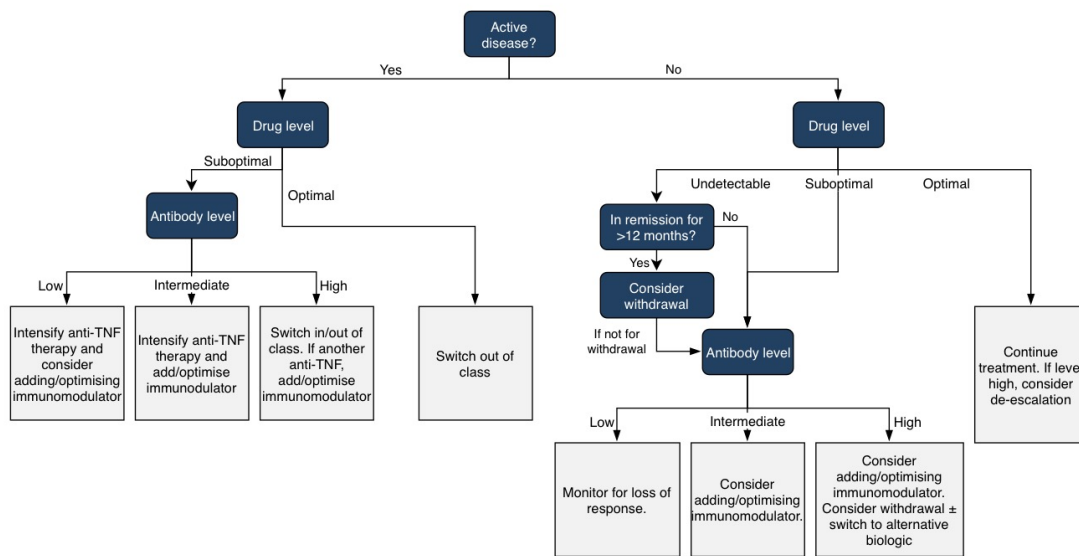 Active
disease?
Yes
No
Drug level
Drug level
Suboptimal
Optimal
Undetectable
Suboptimal
Optimal
Antibody level
In remission for
>12 months?
No
Yes
Low
Intermediate
High
Consider
withdrawal
Intensify anti-TNF
therapy and
consider
adding/optimising
immunomodulator
Intensify anti-TNF
therapy and
add/optimise
immunodulator
Switch in/out of
class. If another
anti-TNF,
add/optimise
immunomodulator
Switch out of
class
If not for
withdrawal
Antibody level
Continue
treatment. If level
high, consider
de-escalation
Low
Intermediate
High
Monitor for loss of
response.
Consider
adding/optimising
immunomodulator.
Consider
adding/optimising
immunomodulator.
Consider withdrawal ±
switch to alternative
biologic